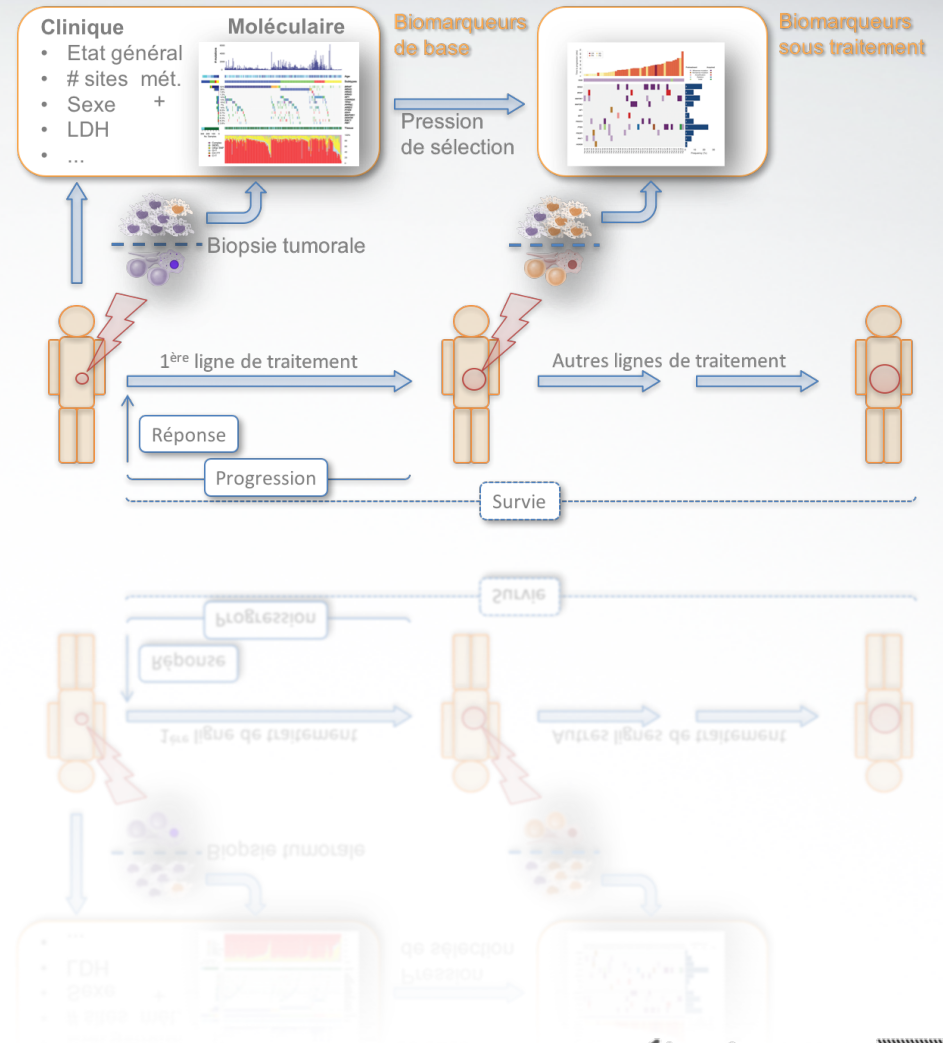 Clinique
• Etat général
• # sites mét.
• Sexe
• LDH
• ...
+
Moléculaire
Biomarqueurs
de base
Pression
de sélection
Biomarqueurs
sous traitement
Biopsie tumorale
1ère ligne de traitement
Autres lignes de traitement
Réponse
Progression
Survie